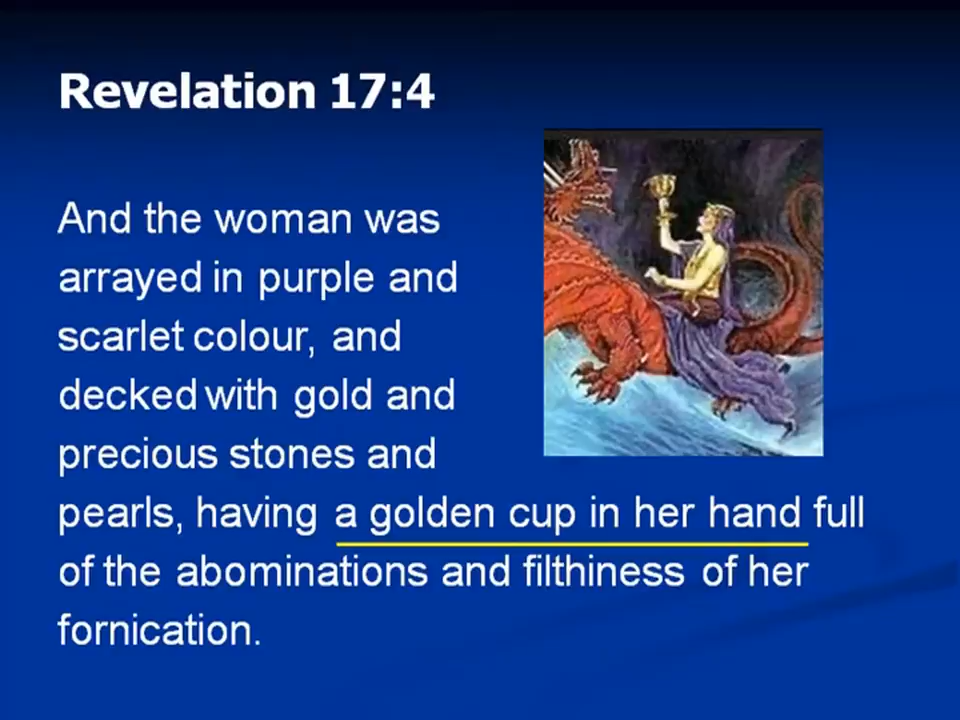 Revelation 17:4
And the woman was
arrayed in purple and
scarlet colour, and
decked with gold and
precious stones and
pearls, having a golden cup in her hand full
of the abominations and filthiness of her
fornication.